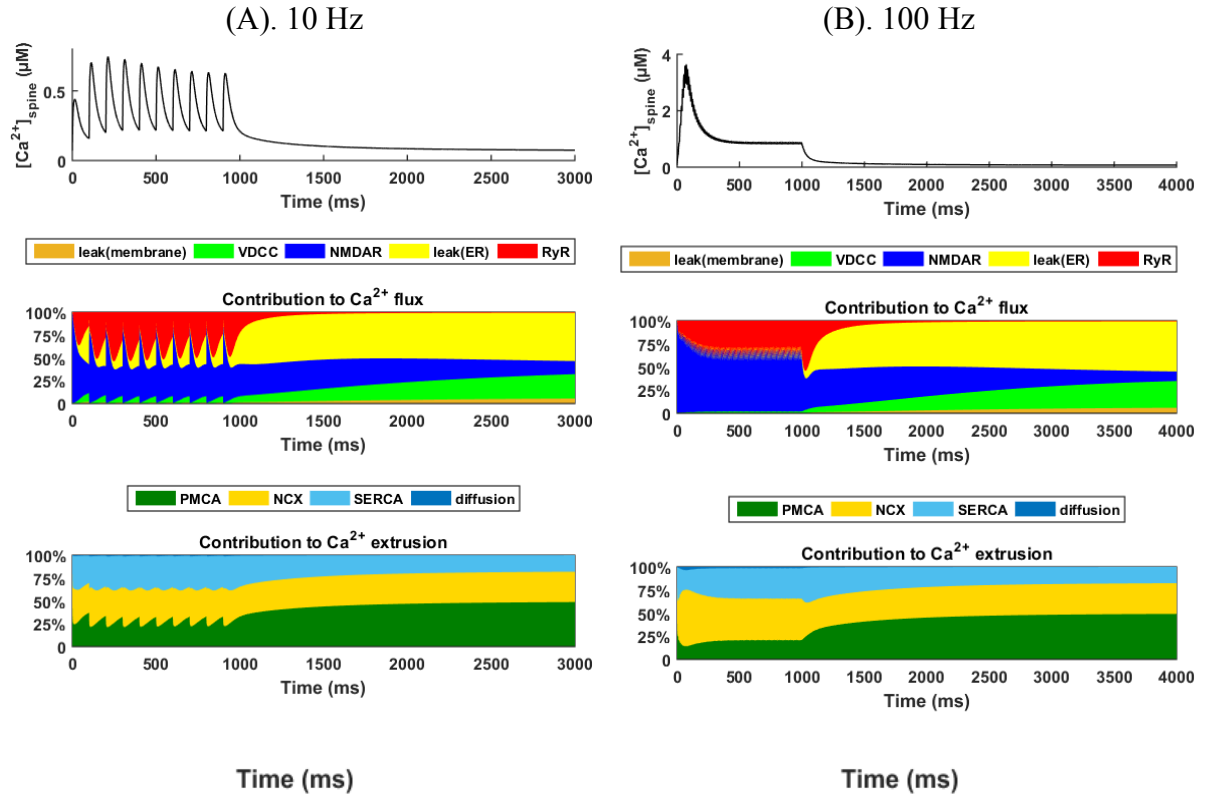 (A). 10 Hz
[Ca2+]spine (µM)
0.5
0
0 500 1000 1500 2000 2500 3000
Time (ms)
leak(membrane) VDCC NMDAR leak(ER) RyR
Contribution to Ca2+ flux
100%
75%
50%
25%
0
0 500 1000 1500 2000 2500 3000
Time (ms)
PMCA NCX SERCA diffusion
Contribution to Ca2+ extrusion
100%
75%
50%
25%
0
0 500 1000 1500 2000 2500 3000
Time (ms)
Time (ms)
(B). 100 Hz
[Ca2+]spine (µM)
4
2
0
0 500 1000 1500 2000 2500 3000 3500 4000
Time (ms)
leak(membrane) VDCC NMDAR leak(ER) RyR
Contribution to Ca2+ flux
100%
75%
50%
25%
0
0 500 1000 1500 2000 2500 3000 3500 4000
Time (ms)
PMCA NCX SERCA diffusion
Contribution to Ca2+ extrusion
100%
75%
50%
25%
0
0 500 1000 1500 2000 2500 3000 3500 4000
Time (ms)
Time (ms)